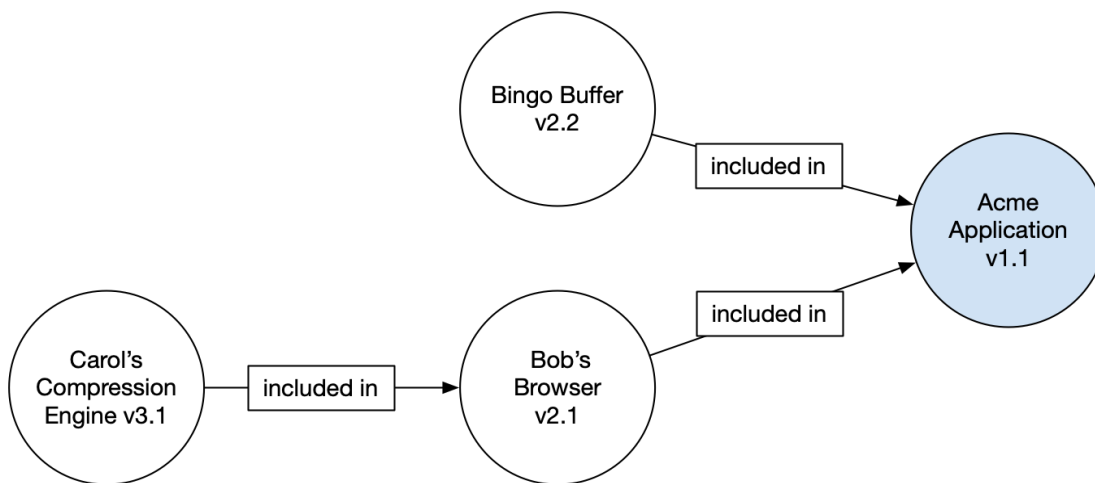 Bingo Buffer
v2.2
included in
Acme
Application
v1.1
included in
Carol’s
Compression
Engine v3.1
included in
Bob’s
Browser
v2.1